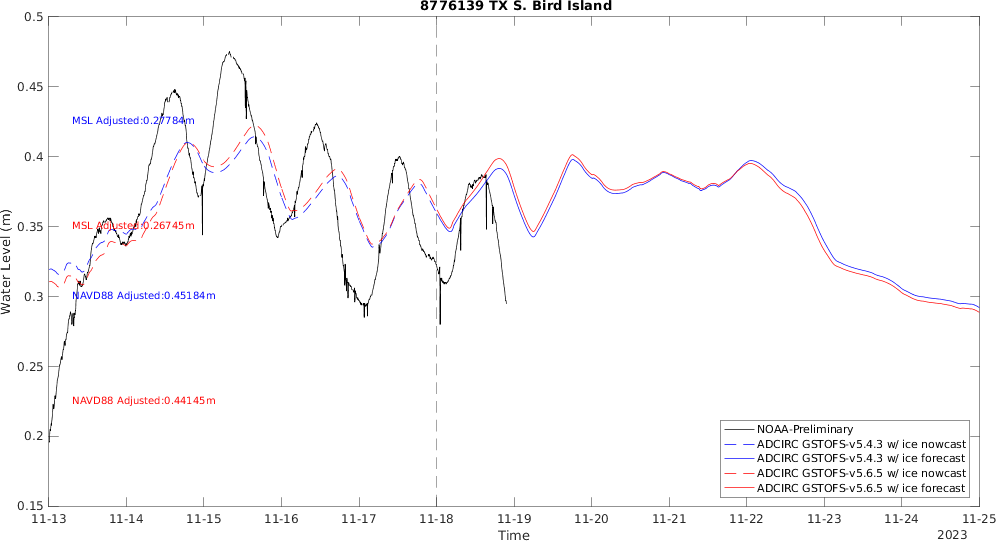 8776139 TX S. Bird Island
Water Level (m)
0.5
0.45
0.4
0.35
0.3
0.25
0.2
0.15
MSL Adjusted:0.27784m
MSL Adjusted:0.26745m
NAVD88 Adjusted:0.45184m
NAVD88 Adjusted:0.44145m
NOAA-Preliminary
ADCIRC GSTOFS-v5.4.3 w/ ice nowcast
ADCIRC GSTOFS-v5.4.3 w/ ice forecast
ADCIRC GSTOFS-v5.6.5 w/ ice nowcast
ADCIRC GSTOFS-v5.6.5 w/ ice forecast
11-13 11-14 11-15 11-16 11-17 11-18 11-19 11-20 11-21 11-22 11-23 11-24 11-25
Time
2023